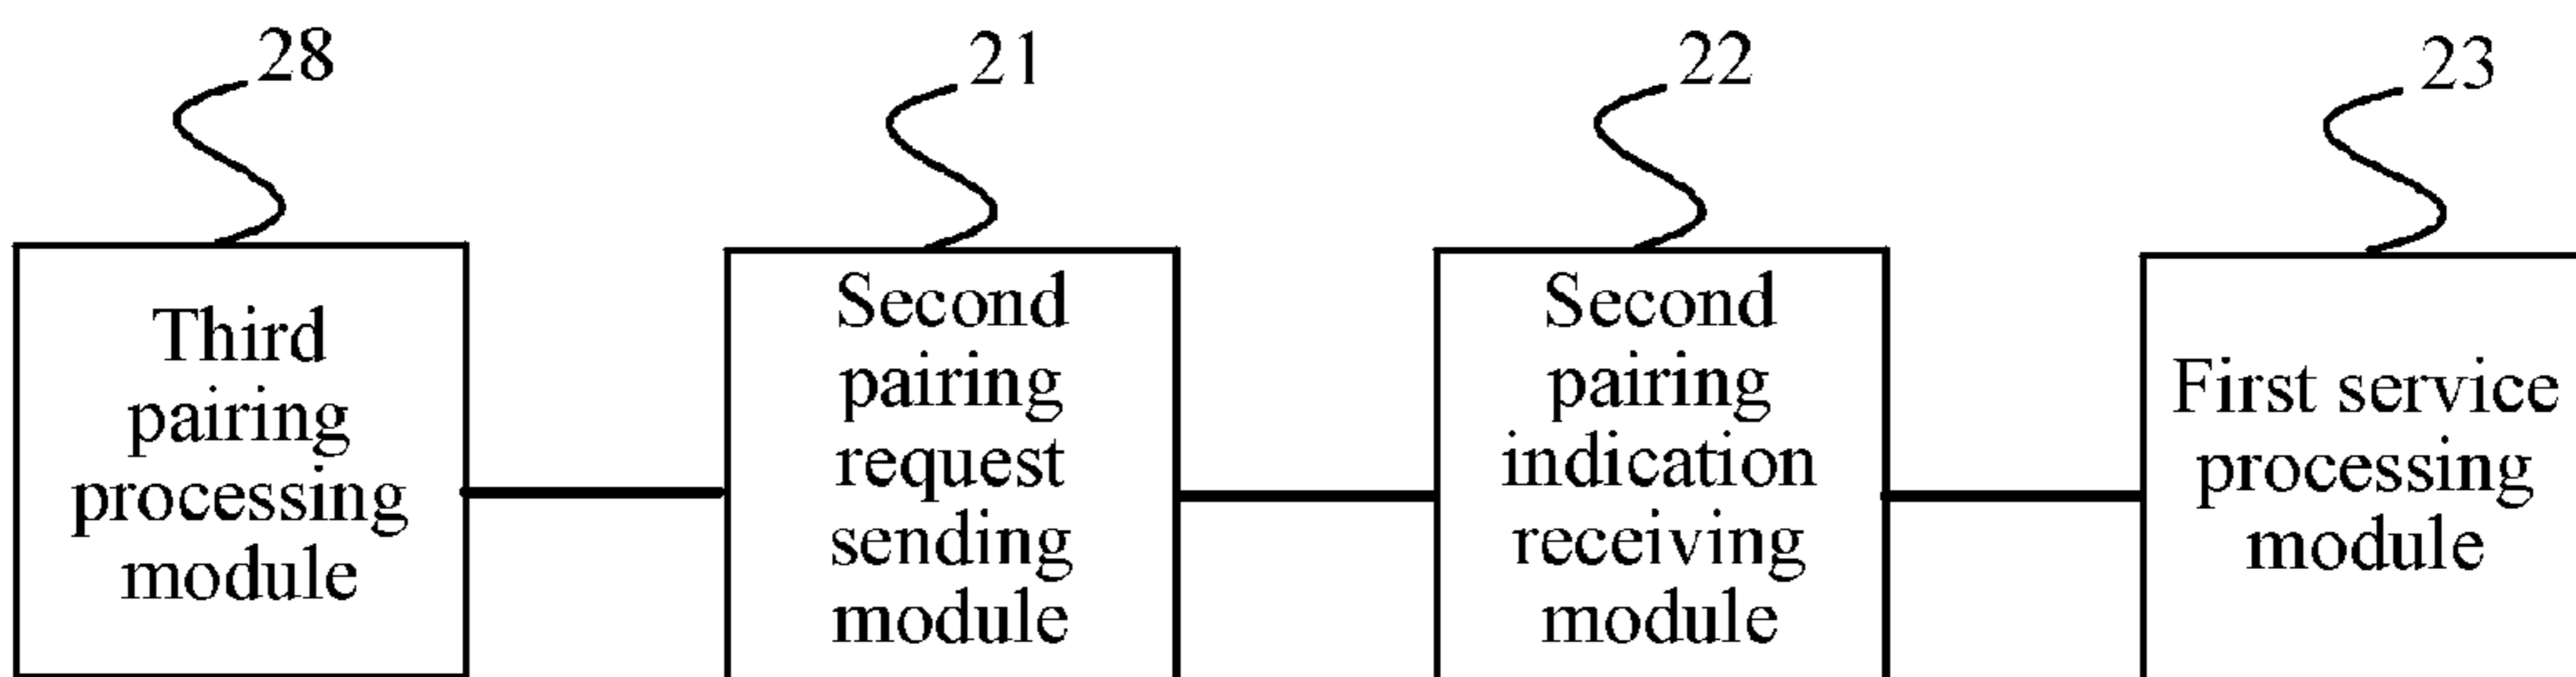 28
21
22
23
Third
pairing
processing
module
Second
pairing
request
sending
module
Second
pairing
indication
receiving
module
First service
processing
module